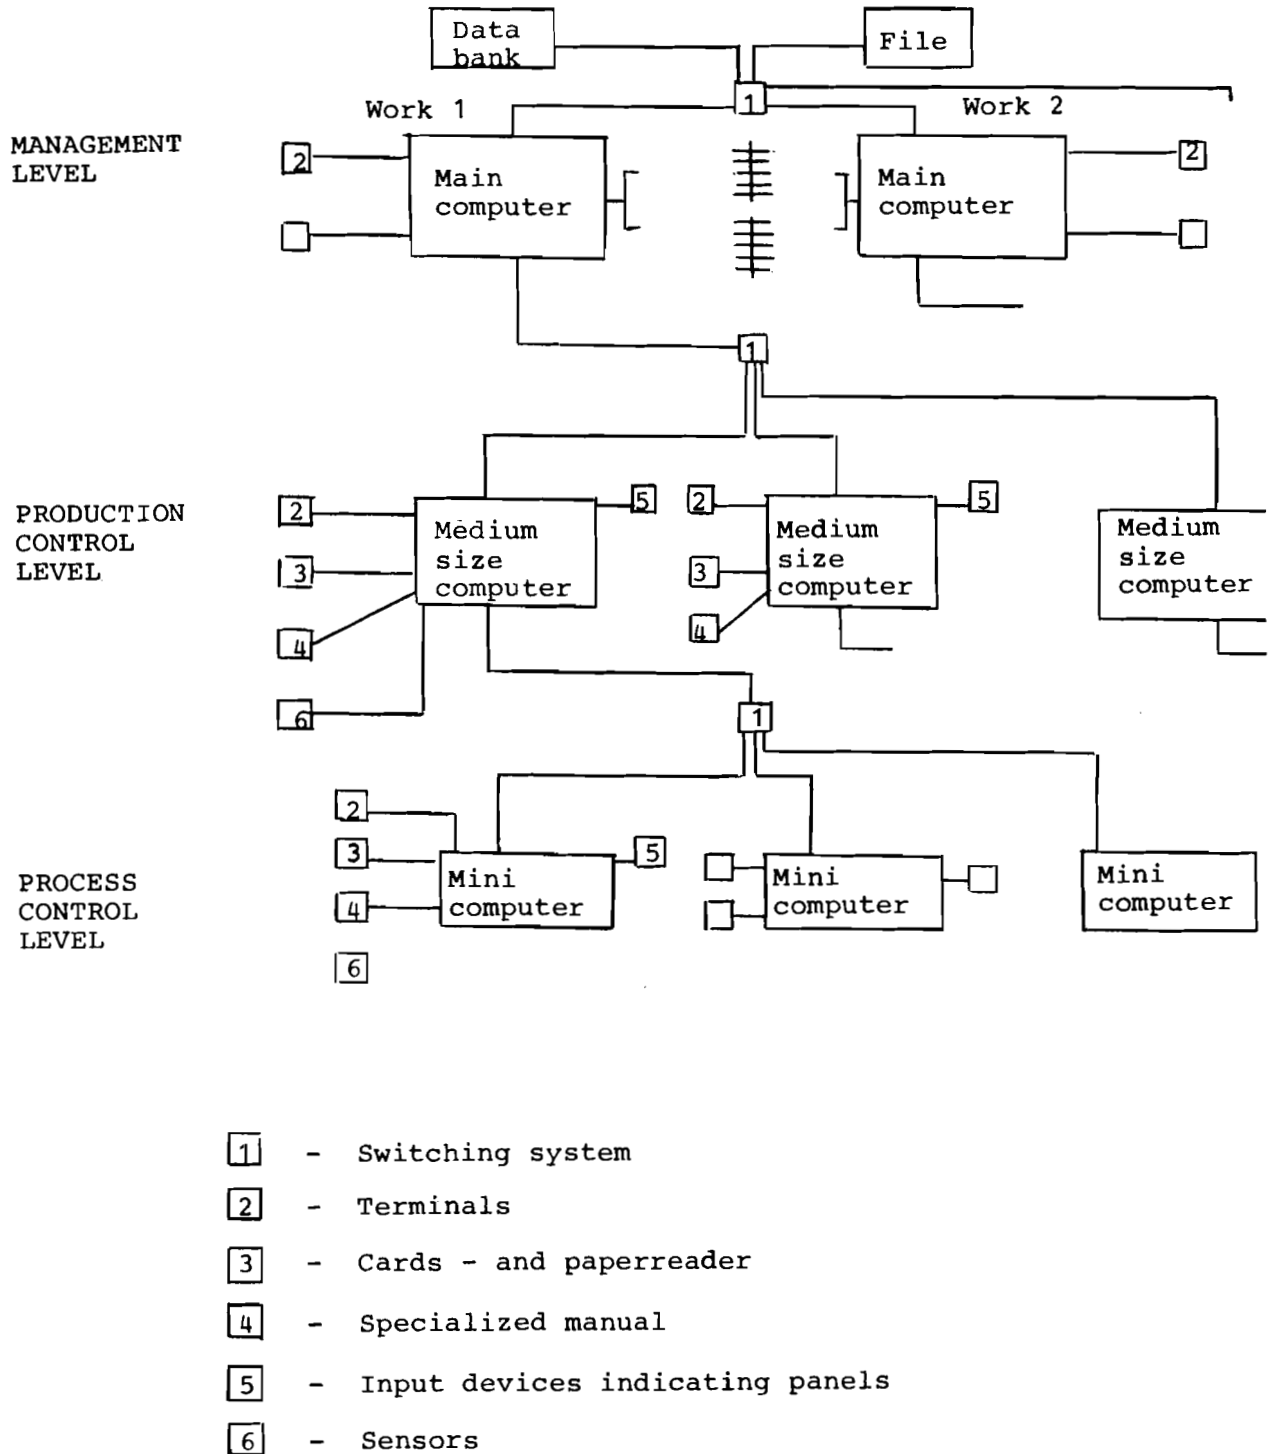 Data
bank
File
1
Work 1
Work 2
MANAGEMENT
LEVEL
2
Main
computer
Main
computer
2
1
PRODUCTION
CONTROL
LEVEL
2
3
4
6
Medium
size
computer
5
2
3
4
Medium
size
computer
5
Medium
size
computer
1
PROCESS
CONTROL
LEVEL
2
3
4
6
Mini
computer
5
Mini
computer
Mini
computer
1 - Switching system
2 - Terminals
3 - Cards - and paperreader
4 - Specialized manual
5 - Input devices indicating panels
6 - Sensors